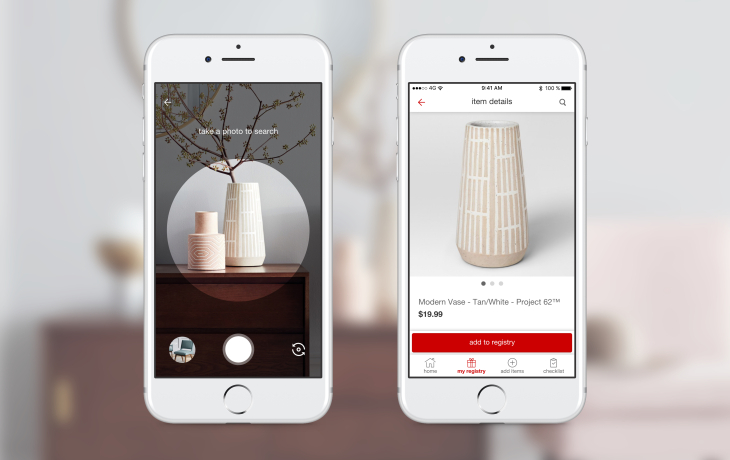 take a photo to search
4G
9:41 AM
100 %
item details
Modern Vase - Tan/White - Project 62™
$19.99
add to registry
home
my registry
add items
checklist